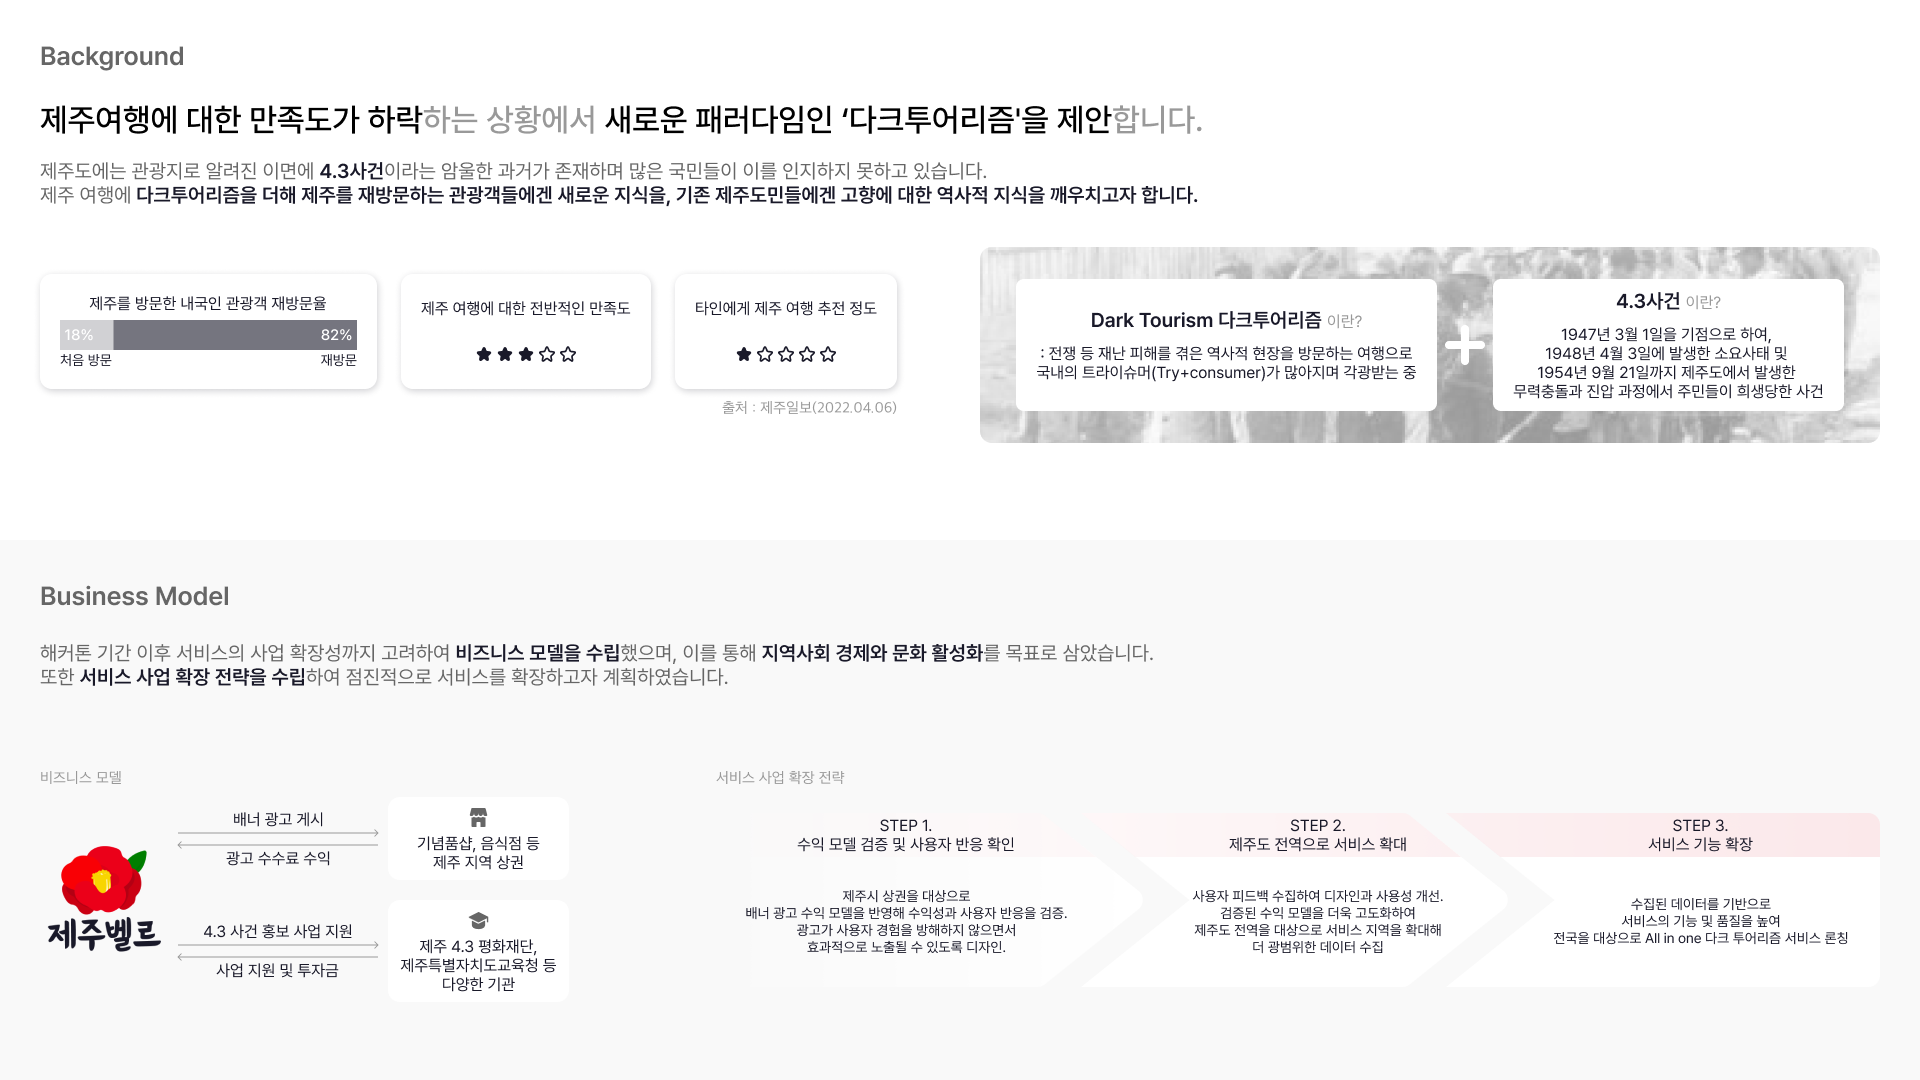 Background
제주여행에 대한 만족도가 하락하는 상황에서 새로운 패러다임인 ‘다크투어리즘'을 제안합니다.
제주도에는 관광지로 알려진 이면에 4.3사건이라는 암울한 과거가 존재하며 많은 국민들이 이를 인지하지 못하고 있습니다.
제주 여행에 다크투어리즘을 더해 제주를 재방문하는 관광객들에겐 새로운 지식을, 기존 제주도민들에겐 고향에 대한 역사적 지식을 깨우치고자 합니다.
제주를 방문한 내국인 관광객 재방문율
18% 82%
처음 방문 재방문
제주 여행에 대한 전반적인 만족도
타인에게 제주 여행 추전 정도
출처 : 제주일보(2022.04.06)
Dark Tourism 다크투어리즘 이란?
: 전쟁 등 재난 피해를 겪은 역사적 현장을 방문하는 여행으로
국내의 트라이슈머(Try+consumer)가 많아지며 각광받는 중
4.3사건 이란?
1947년 3월 1일을 기점으로 하여,
1948년 4월 3일에 발생한 소요사태 및
1954년 9월 21일까지 제주도에서 발생한
무력충돌과 진압 과정에서 주민들이 희생당한 사건
Business Model
해커톤 기간 이후 서비스의 사업 확장성까지 고려하여 비즈니스 모델을 수립했으며, 이를 통해 지역사회 경제와 문화 활성화를 목표로 삼았습니다.
또한 서비스 사업 확장 전략을 수립하여 점진적으로 서비스를 확장하고자 계획하였습니다.
비즈니스 모델
제주벨르
배너 광고 게시
광고 수수료 수익
기념품샵, 음식점 등
제주 지역 상권
4.3 사건 홍보 사업 지원
사업 지원 및 투자금
제주 4.3 평화재단,
제주특별자치도교육청 등
다양한 기관
서비스 사업 확장 전략
STEP 1.
수익 모델 검증 및 사용자 반응 확인
제주시 상권을 대상으로
배너 광고 수익 모델을 반영해 수익성과 사용자 반응을 검증.
광고가 사용자 경험을 방해하지 않으면서
효과적으로 노출될 수 있도록 디자인.
STEP 2.
제주도 전역으로 서비스 확대
사용자 피드백 수집하여 디자인과 사용성 개선.
검증된 수익 모델을 더욱 고도화하여
제주도 전역을 대상으로 서비스 지역을 확대해
더 광범위한 데이터 수집
STEP 3.
서비스 기능 확장
수집된 데이터를 기반으로
서비스의 기능 및 품질을 높여
전국을 대상으로 All in one 다크 투어리즘 서비스 론칭